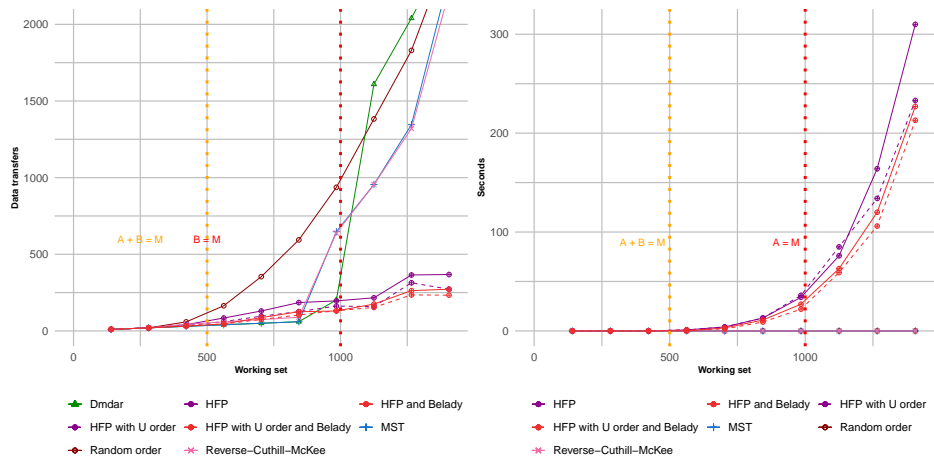 Data transfers
2000
1500
1000
500
0
A + B = M
B = M
0
500
1000
Working set
Dmdar
HFP
HFP and Belady
HFP with U order
HFP with U order and Belady
MST
Random order
Reverse−Cuthill−McKee
Seconds
300
200
100
0
A + B = M
A = M
0
500
1000
Working set
HFP
HFP and Belady
HFP with U order
HFP with U order and Belady
MST
Random order
Reverse−Cuthill−McKee